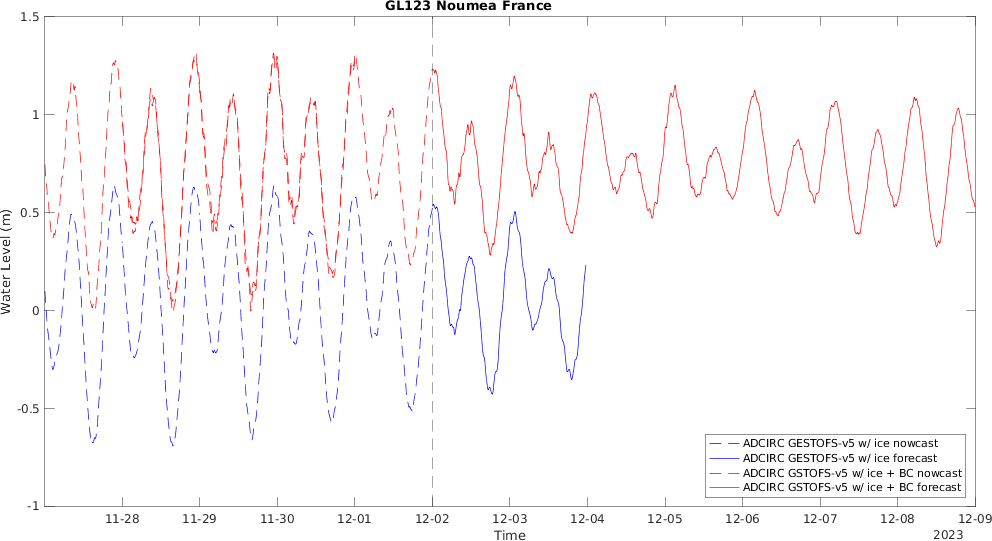 GL123 Noumea France
1.5
1
0.5
0
-0.5
-1
Water Level (m)
ADCIRC GESTOFS-v5 w/ ice nowcast
ADCIRC GESTOFS-v5 w/ ice forecast
ADCIRC GSTOFS-v5 w/ ice + BC nowcast
ADCIRC GSTOFS-v5 w/ ice + BC forecast
11-28 11-29 11-30 12-01 12-02 12-03 12-04 12-05 12-06 12-07 12-08 12-09
Time
2023